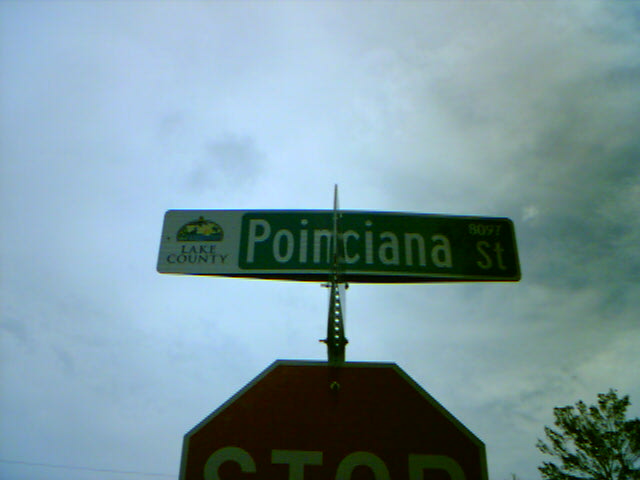 LAKE
COUNTY
Poinciana St
8097
STOP